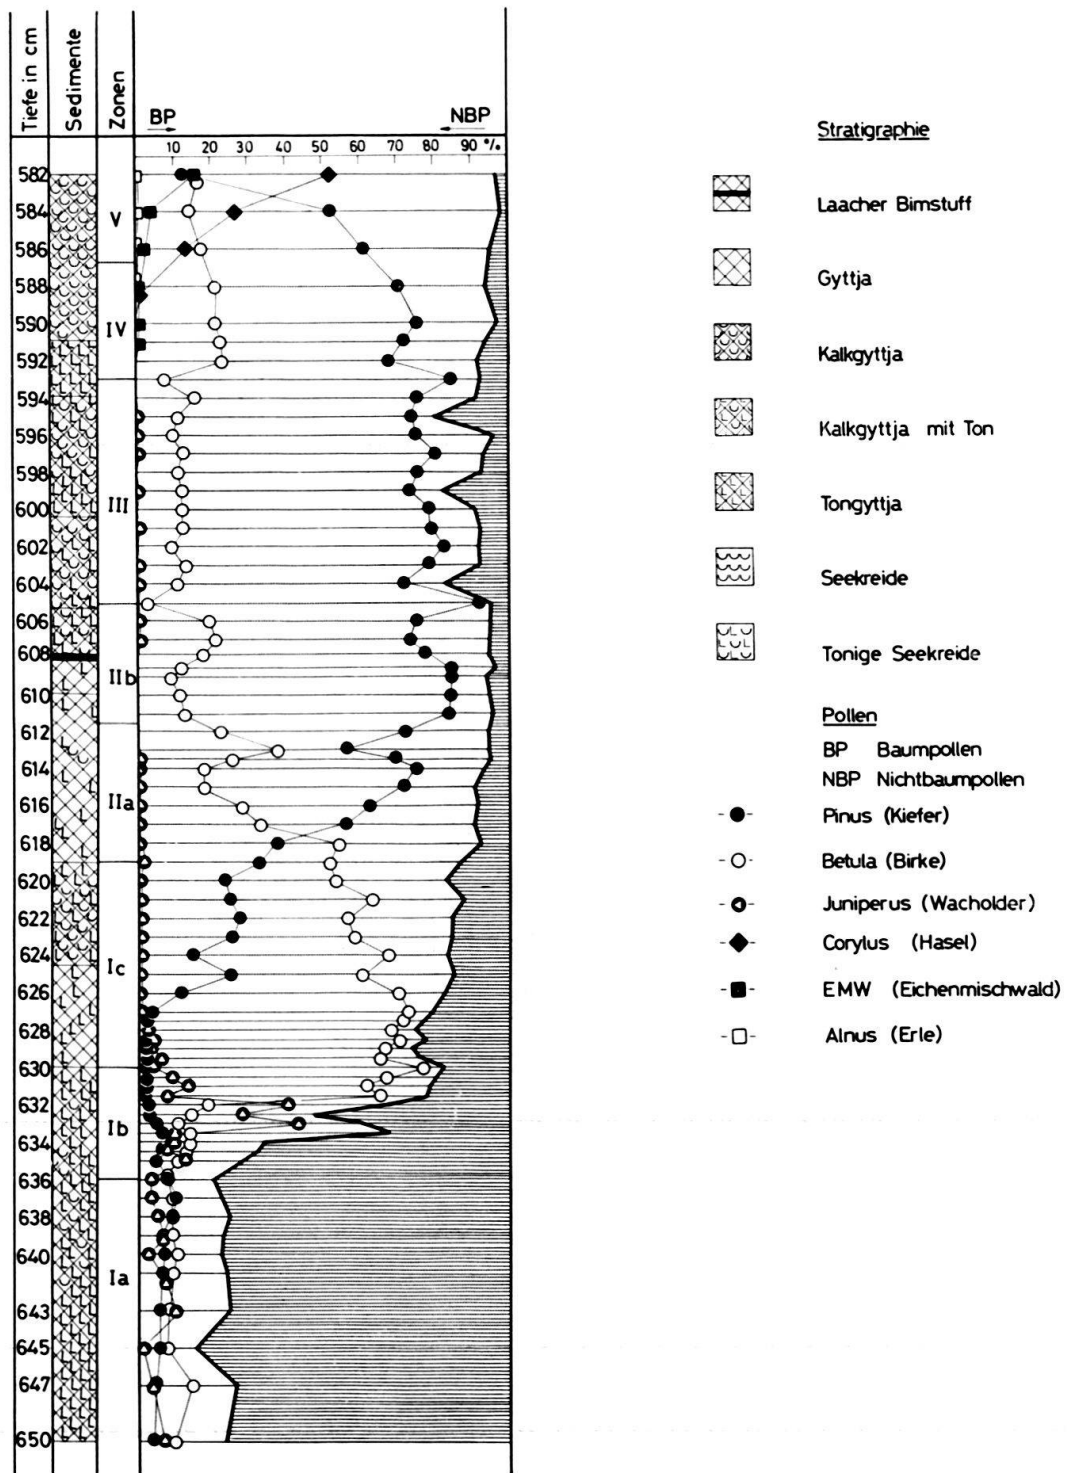 Tiefe in cm
Sedimente
Zonen
BP
NBP
10 20 30 40 50 60 70 80 90 %
582
584
586
588
590
592
594
596
598
600
602
604
606
608
610
612
614
616
618
620
622
624
626
628
630
632
634
636
638
640
643
645
647
650
V
IV
III
IIb
IIa
Ic
Ib
Ia
Stratigraphie
Laacher Bimstuff
Gyttja
Kalkgyttja
Kalkgyttja mit Ton
Tongyttja
Seekreide
Tonige Seekreide
Pollen
BP Baumpollen
NBP Nichtbaumpollen
Pinus (Kiefer)
Betula (Birke)
Juniperus (Wacholder)
Corylus (Hasel)
EMW (Eichenmischwald)
Alnus (Erle)